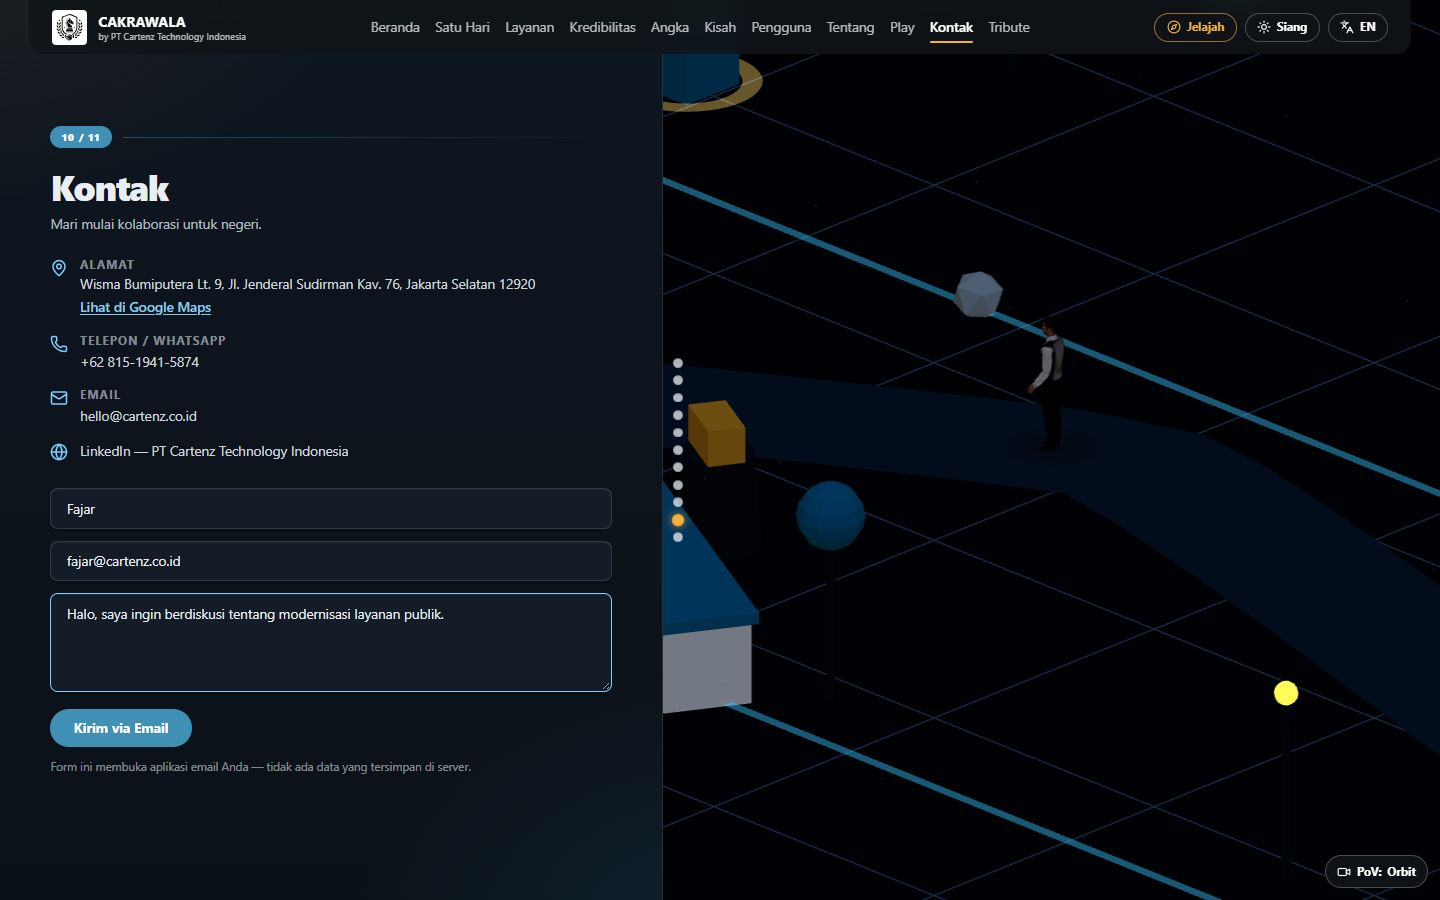 CAKRAWALA
by PT Cartenz Technology Indonesia
Beranda Satu Hari Layanan Kredibilitas Angka Kisah Pengguna Tentang Play Kontak Tribute
Jelajah
Siang
EN
10 / 11
Kontak
Mari mulai kolaborasi untuk negeri.
ALAMAT
Wisma Bumiputera Lt. 9, Jl. Jenderal Sudirman Kav. 76, Jakarta Selatan 12920
Lihat di Google Maps
TELEPON / WHATSAPP
+62 815-1941-5874
EMAIL
hello@cartenz.co.id
LinkedIn — PT Cartenz Technology Indonesia
Fajar
fajar@cartenz.co.id
Halo, saya ingin berdiskusi tentang modernisasi layanan publik.
Kirim via Email
Form ini membuka aplikasi email Anda — tidak ada data yang tersimpan di server.
PoV: Orbit